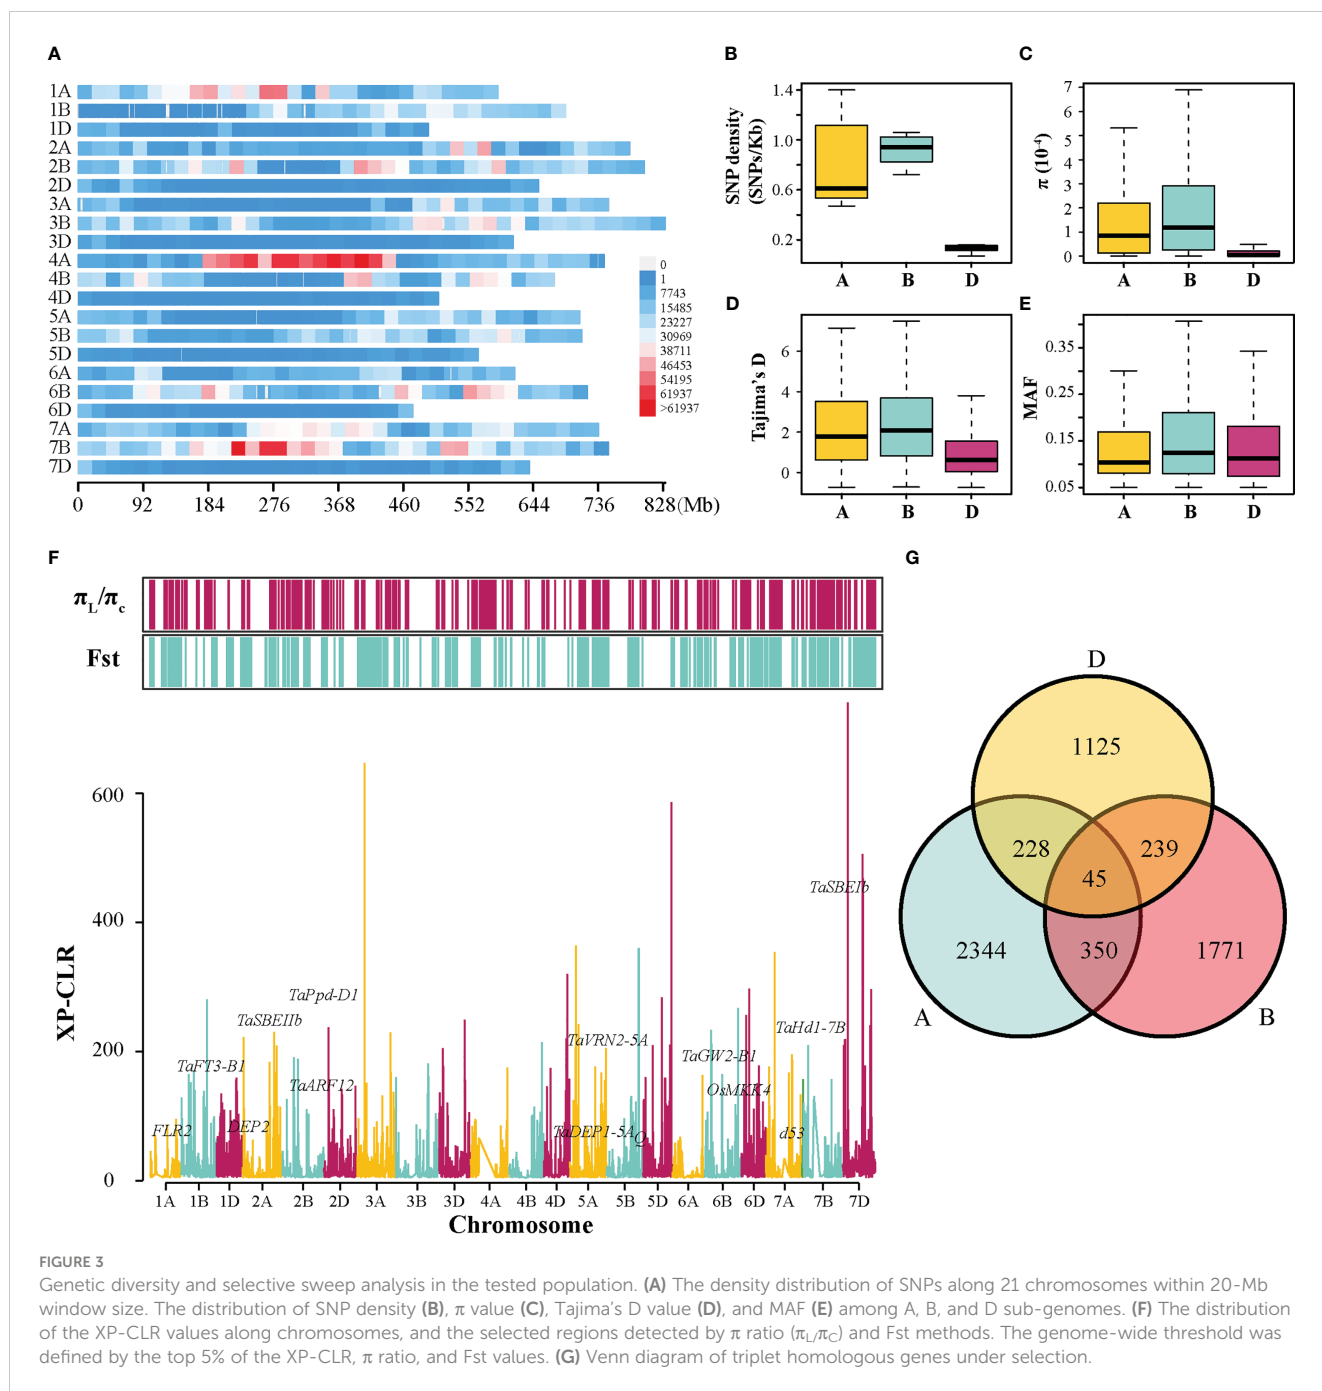 A
1A
1B
1D
2A
2B
2D
3A
3B
3D
4A
4B
4D
5A
5B
5D
6A
6B
6D
7A
7B
7D
0
1
7743
15485
23227
30969
38711
46453
54195
61937
>61937
0 92 184 276 368 460 552 644 736 828(Mb)
B
SNP density
(SNPs/Kb)
1.4
1.0
0.6
0.2
A B D
C
π (10⁻⁴)
7
6
5
4
3
2
1
0
A B D
D
Tajima's D
6
4
2
0
A B D
E
MAF
0.35
0.25
0.15
0.05
A B D
F
πL/πc
Fst
XP-CLR
600
400
200
0
FLR2
TaFT3-B1
DEP2
TaSBEIIb
TaPpd-D1
TaARF12
TaVRN2-5A
TaDEP1-5A
Q
TaGW2-B1
OsMKK4
TaHd1-7B
d53
TaSBEIb
1A 1B 1D 2A 2B 2D 3A 3B 3D 4A 4B 4D 5A 5B 5D 6A 6B 6D 7A 7B 7D
Chromosome
G
D
1125
228 239
45
2344 350 1771
A B
FIGURE 3
Genetic diversity and selective sweep analysis in the tested population. (A) The density distribution of SNPs along 21 chromosomes within 20-Mb
window size. The distribution of SNP density (B), π value (C), Tajima's D value (D), and MAF (E) among A, B, and D sub-genomes. (F) The distribution
of the XP-CLR values along chromosomes, and the selected regions detected by π ratio (πL/πC) and Fst methods. The genome-wide threshold was
defined by the top 5% of the XP-CLR, π ratio, and Fst values. (G) Venn diagram of triplet homologous genes under selection.